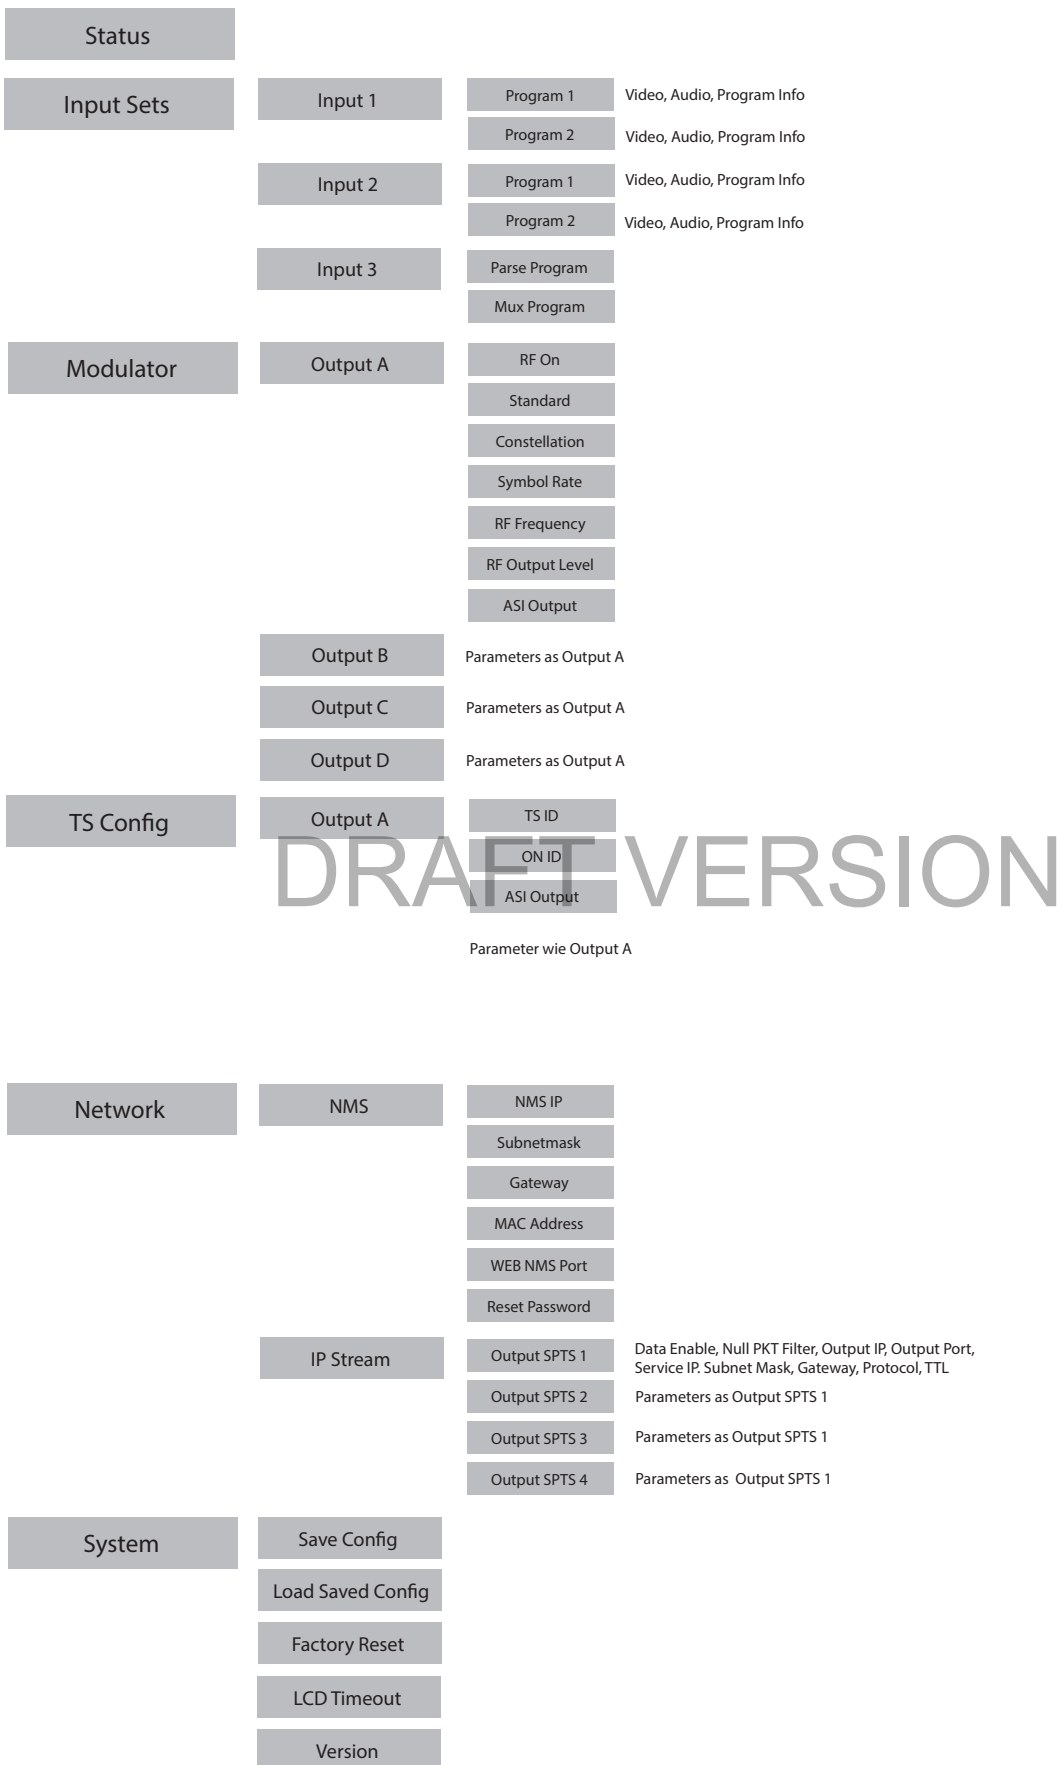 Status
Input Sets
Input 1
Program 1
Video, Audio, Program Info
Program 2
Video, Audio, Program Info
Input 2
Program 1
Video, Audio, Program Info
Program 2
Video, Audio, Program Info
Input 3
Parse Program
Mux Program
Modulator
Output A
RF On
Standard
Constellation
Symbol Rate
RF Frequency
RF Output Level
ASI Output
Output B
Parameters as Output A
Output C
Parameters as Output A
Output D
Parameters as Output A
TS Config
Output A
TS ID
ON ID
ASI Output
DRAFT VERSION
Parameter wie Output A
Network
NMS
NMS IP
Subnetmask
Gateway
MAC Address
WEB NMS Port
Reset Password
IP Stream
Output SPTS 1
Data Enable, Null PKT Filter, Output IP, Output Port,
Service IP. Subnet Mask, Gateway, Protocol, TTL
Output SPTS 2
Parameters as Output SPTS 1
Output SPTS 3
Parameters as Output SPTS 1
Output SPTS 4
Parameters as  Output SPTS 1
System
Save Config
Load Saved Config
Factory Reset
LCD Timeout
Version